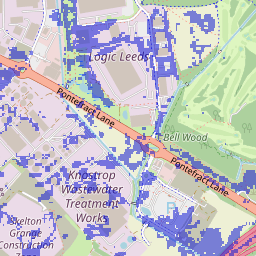 Logic Leeds
Pontefract Lane
Bell Wood
Pontefract Lane
Knostrop
Wastewater
Treatment
Works
Skelton
Grange
Construction